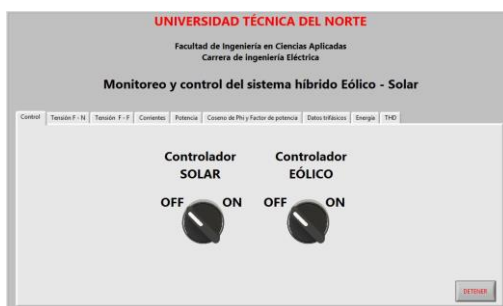 UNIVERSIDAD TÉCNICA DEL NORTE
Facultad de Ingeniería en Ciencias Aplicadas
Carrera de ingeniería Eléctrica
Monitoreo y control del sistema híbrido Eólico - Solar
Control Tensión F - N Tensión F - F Corrientes Potencia Coseno de Phi y Factor de potencia Datos trifásicos Energía THD
Controlador Controlador
SOLAR EÓLICO
OFF ON OFF ON
DETENER